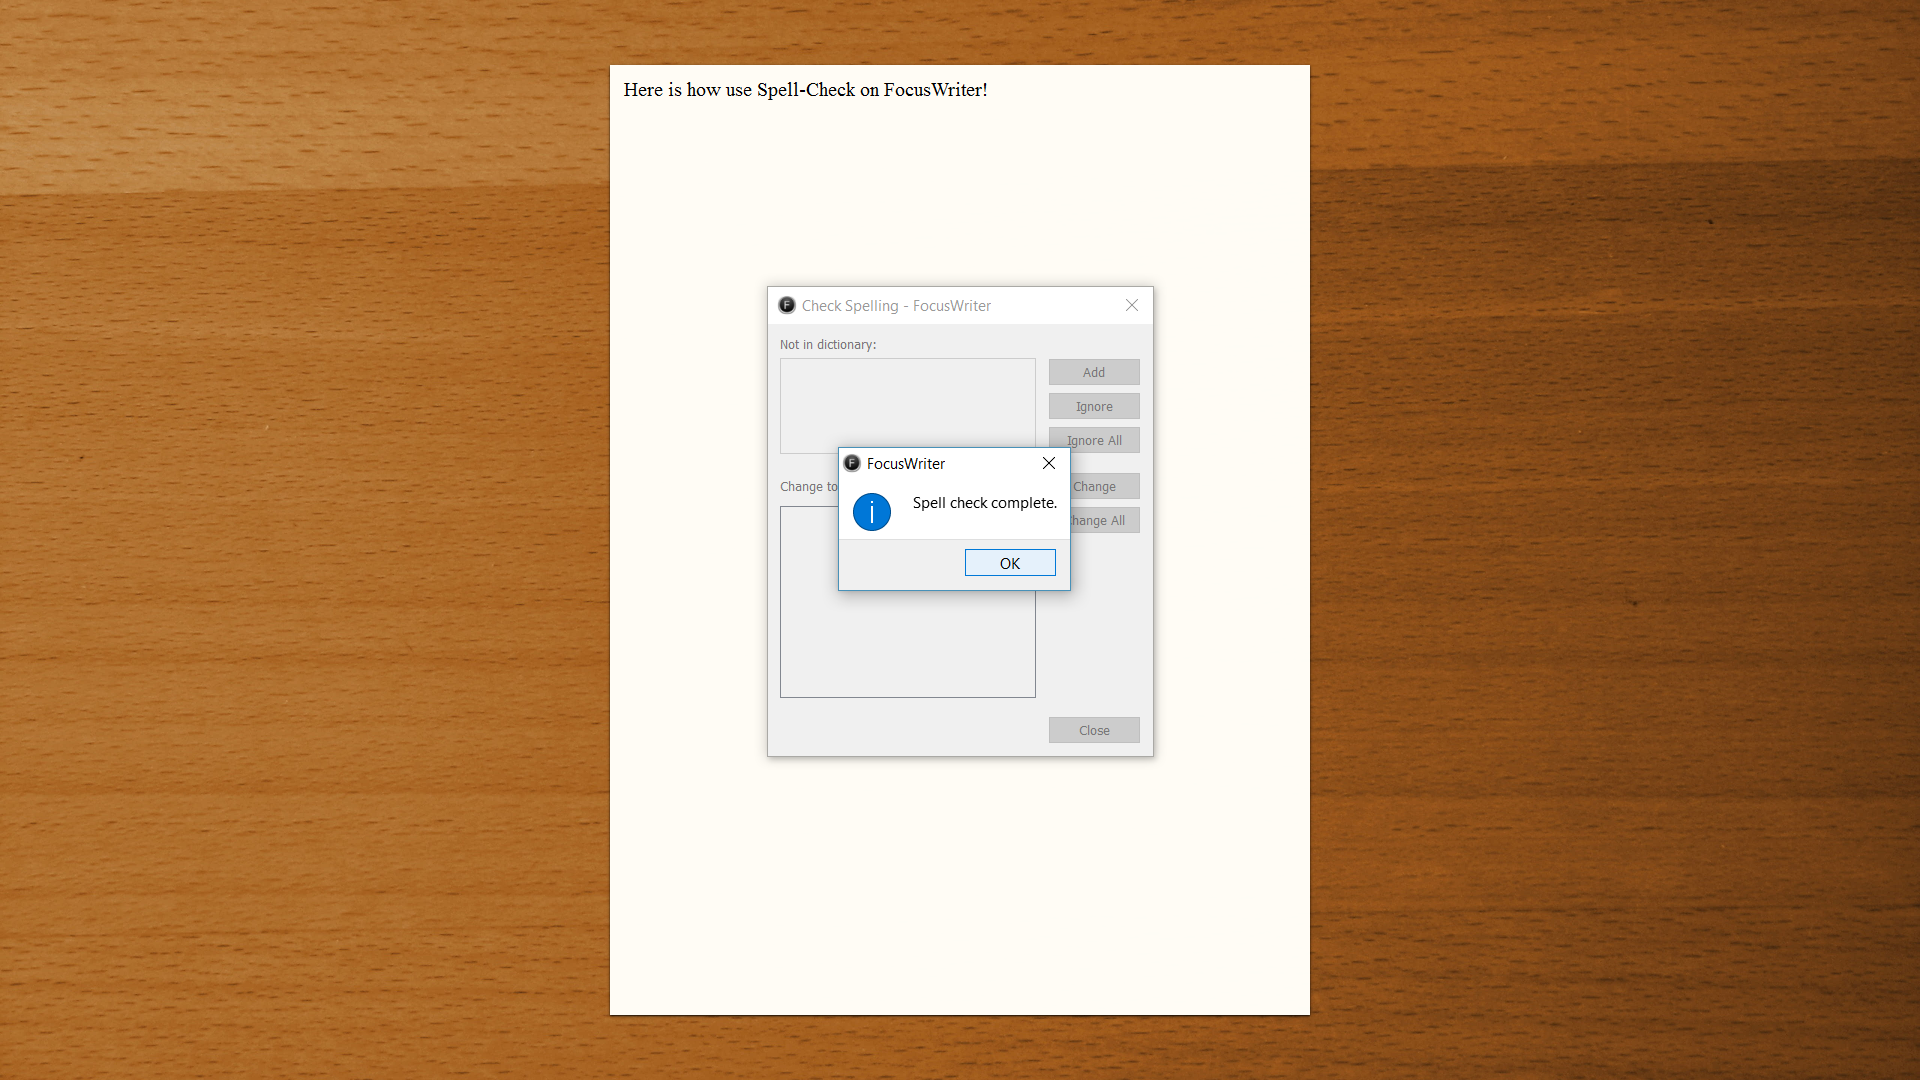 Here is how use Spell-Check on FocusWriter!
Check Spelling - FocusWriter
Not in dictionary:
Add
Ignore
Ignore All
FocusWriter
Change to
Change
Spell check complete.
hange All
OK
Close